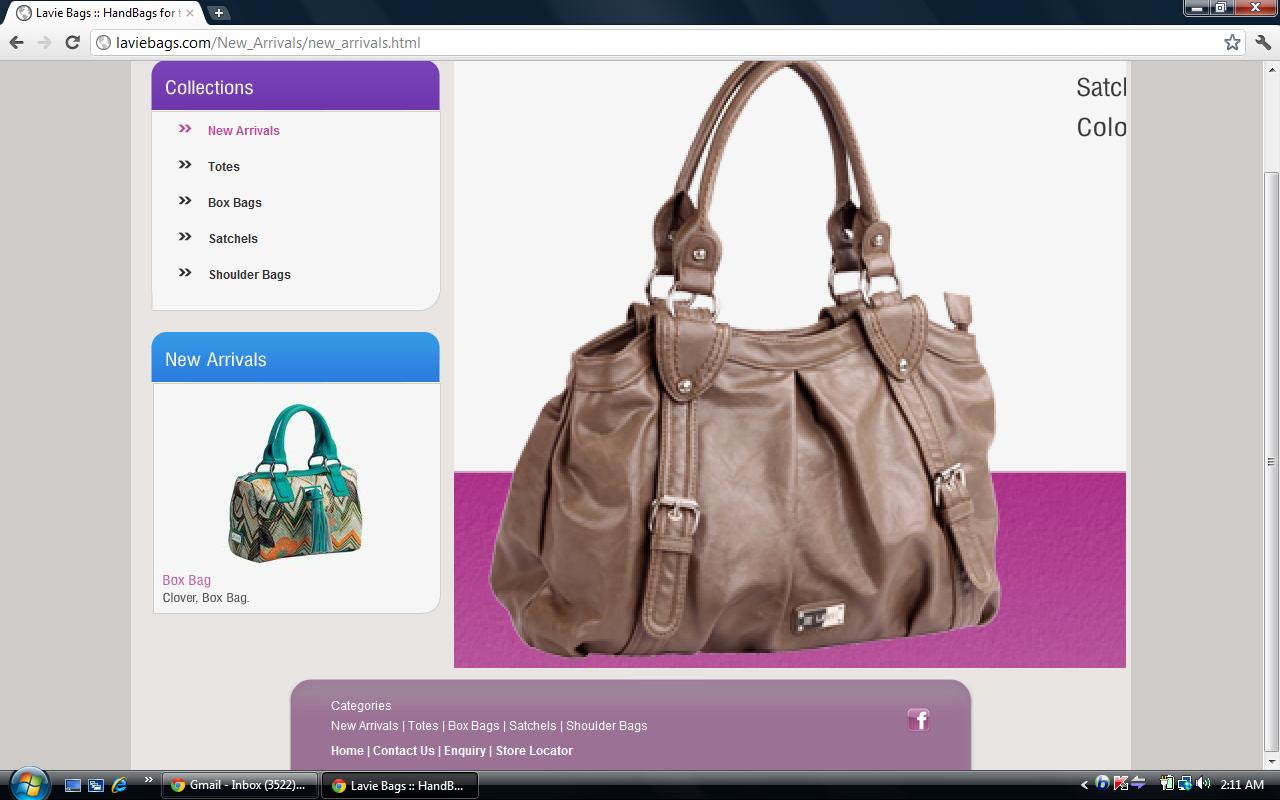 Lavie Bags :: HandBags for t
laviebags.com/New_Arrivals/new_arrivals.html
Collections
New Arrivals
Totes
Box Bags
Satchels
Shoulder Bags
New Arrivals
Box Bag
Clover, Box Bag.
Satcl
Colo
Categories
New Arrivals | Totes | Box Bags | Satchels | Shoulder Bags
Home | Contact Us | Enquiry | Store Locator
Gmail - Inbox (3522)...
Lavie Bags :: HandB...
2:11 AM